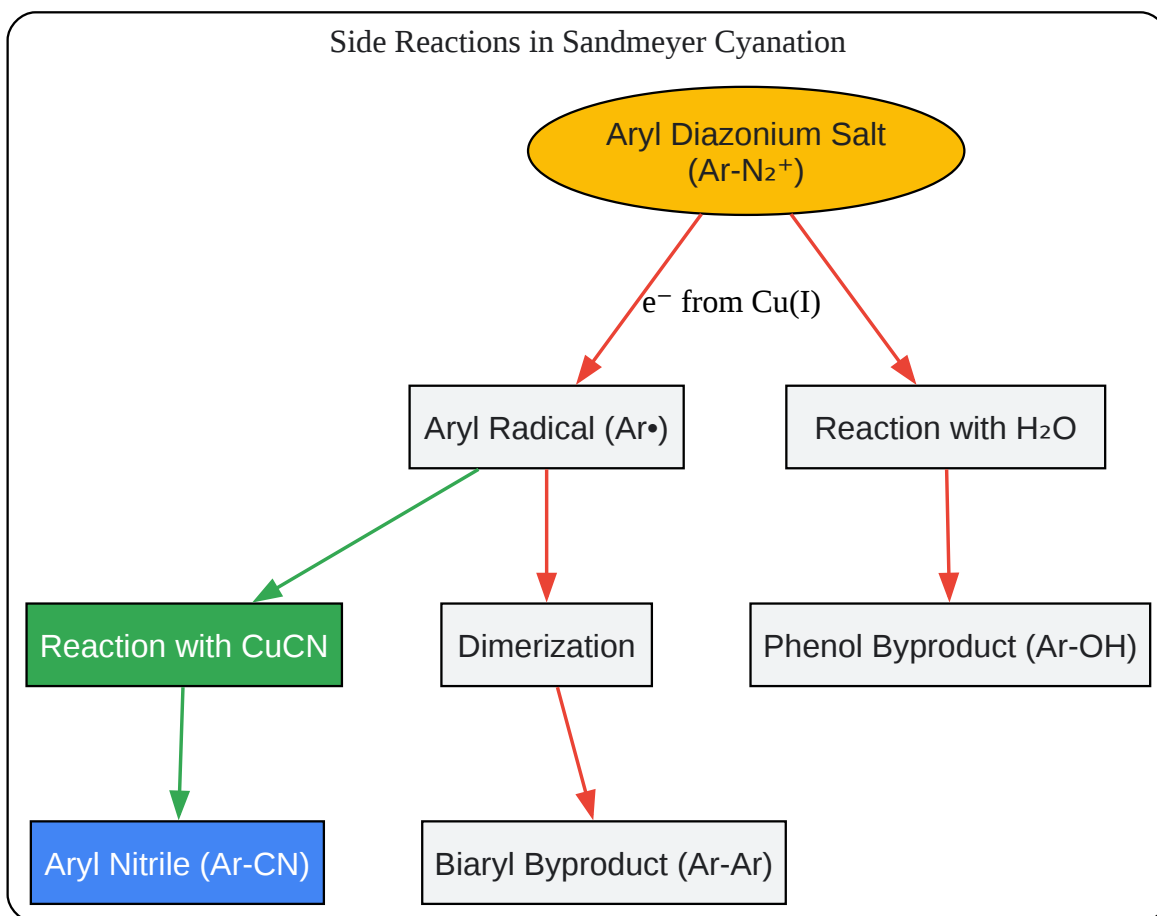 Side Reactions in Sandmeyer Cyanation
Aryl Diazonium Salt
(Ar-N₂⁺)
e⁻ from Cu(I)
Aryl Radical (Ar•)
Reaction with H₂O
Reaction with CuCN
Dimerization
Phenol Byproduct (Ar-OH)
Aryl Nitrile (Ar-CN)
Biaryl Byproduct (Ar-Ar)